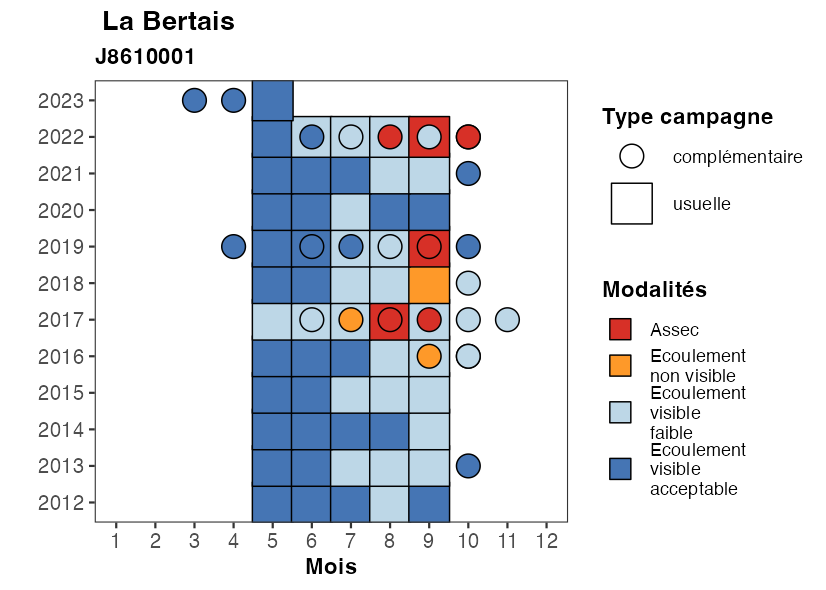 La Bertais
J8610001
2023
2022
2021
2020
2019
2018
2017
2016
2015
2014
2013
2012
1 2 3 4 5 6 7 8 9 10 11 12
Mois
Type campagne
complémentaire
usuelle
Modalités
Assec
Ecoulement
non visible
Ecoulement
visible
faible
Ecoulement
visible
acceptable